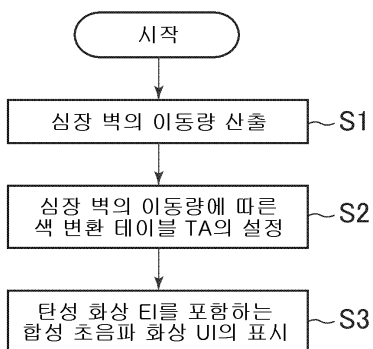 시작
심장 벽의 이동량 산출
S1
심장 벽의 이동량에 따른
색 변환 테이블 TA의 설정
S2
탄성 화상 EI를 포함하는
합성 초음파 화상 UI의 표시
S3